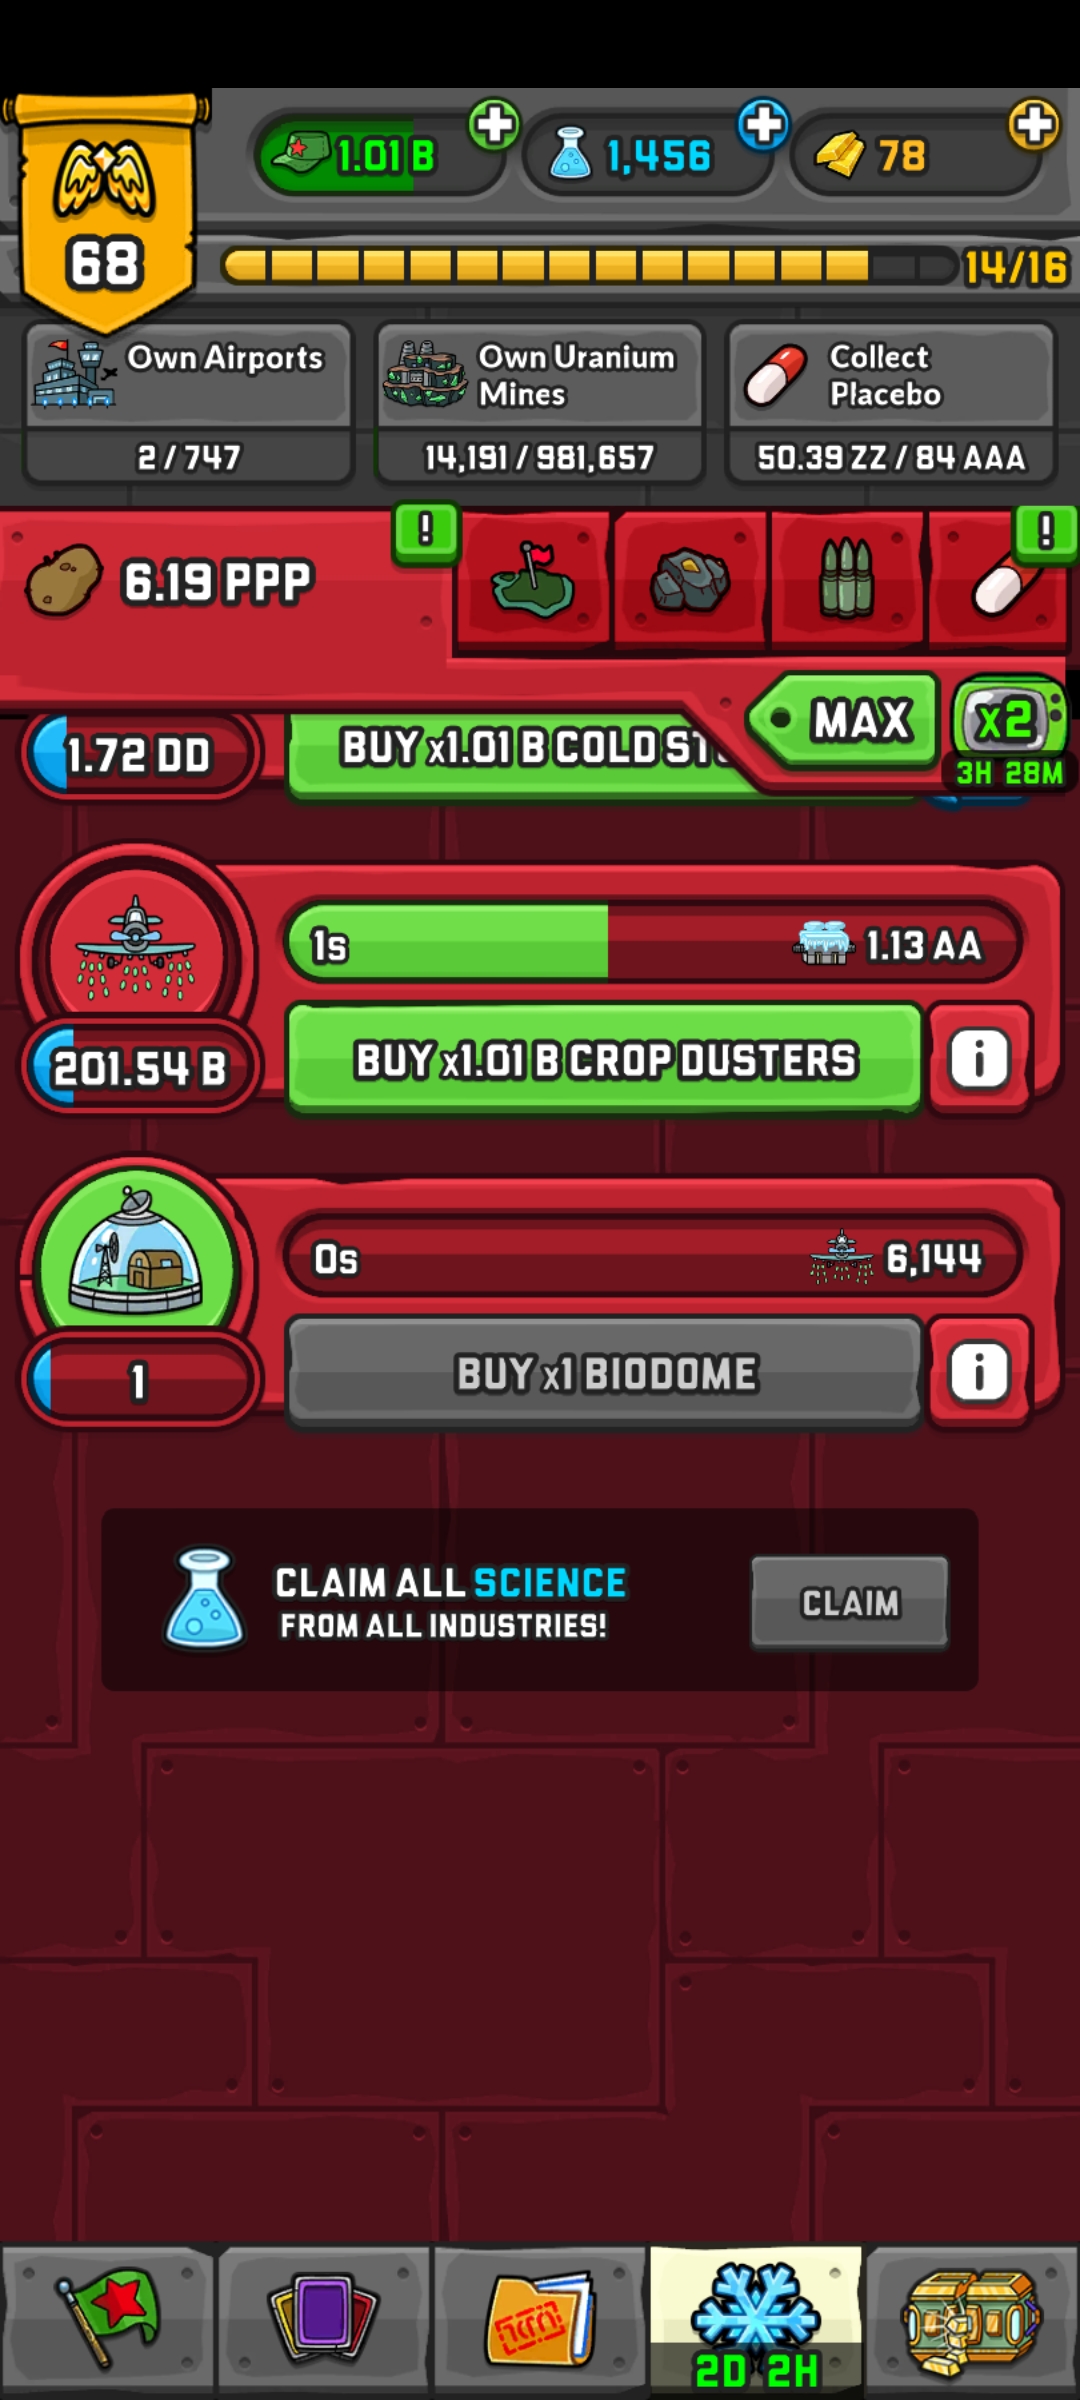 1.01 B
1,456
78
68
14/16
Own Airports
2 / 747
Own Uranium
Mines
14,191 / 981,657
Collect
Placebo
50.39 ZZ / 84 AAA
!
!
6.19 PPP
MAX
x2
3H 28M
1.72 DD
BUY x1.01 B COLD ST
1s
1.13 AA
201.54 B
BUY x1.01 B CROP DUSTERS
i
0s
6,144
1
BUY x1 BIODOME
i
CLAIM ALL SCIENCE
FROM ALL INDUSTRIES!
CLAIM
2D 2H